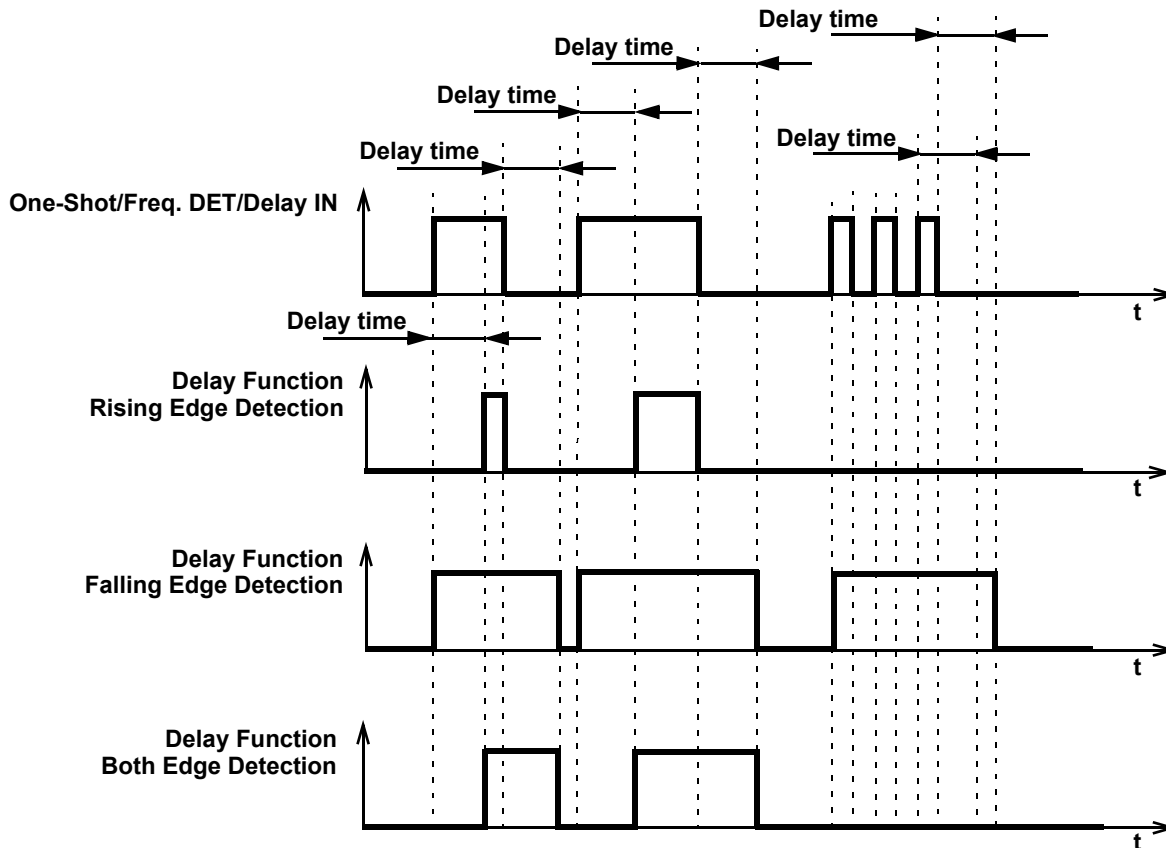 Delay time
Delay time
Delay time
Delay time
Delay time
One-Shot/Freq. DET/Delay IN
t
Delay time
Delay Function
Rising Edge Detection
t
Delay Function
Falling Edge Detection
t
Delay Function
Both Edge Detection
t